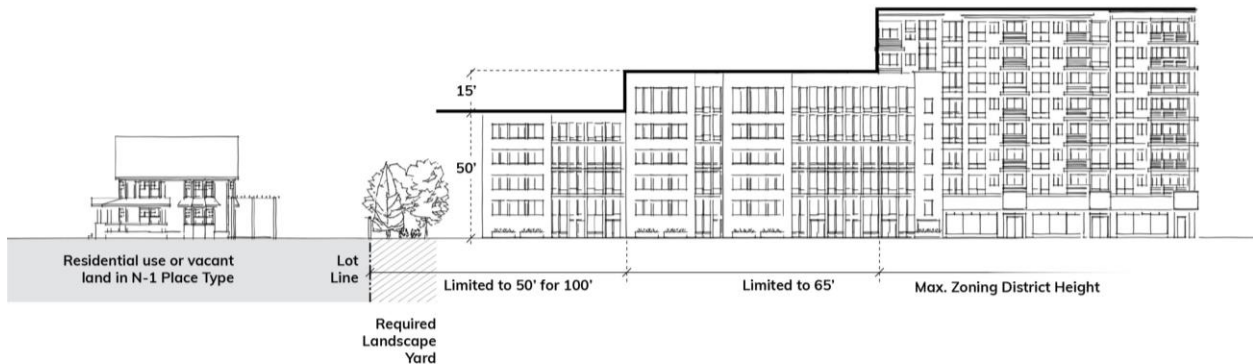 15’
50’
Residential use or vacant
land in N-1 Place Type
Lot
Line
Limited to 50’ for 100’
Limited to 65’
Max. Zoning District Height
Required
Landscape
Yard